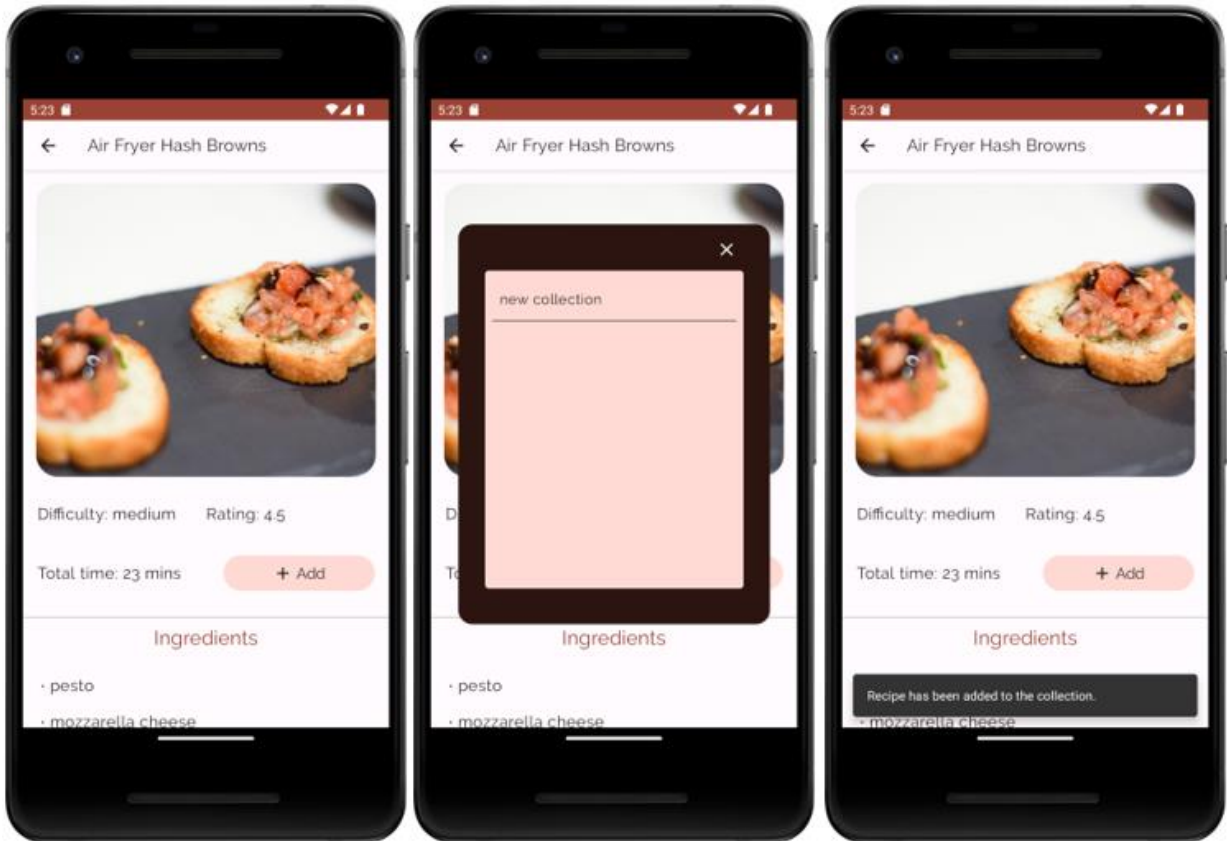 5:23
Air Fryer Hash Browns
Difficulty: medium Rating: 4.5
Total time: 23 mins + Add
Ingredients
· pesto
· mozzarella cheese
5:23
Air Fryer Hash Browns
new collection
D
To
Ingredients
· pesto
· mozzarella cheese
5:23
Air Fryer Hash Browns
Difficulty: medium Rating: 4.5
Total time: 23 mins + Add
Ingredients
Recipe has been added to the collection.
· mozzarella cheese